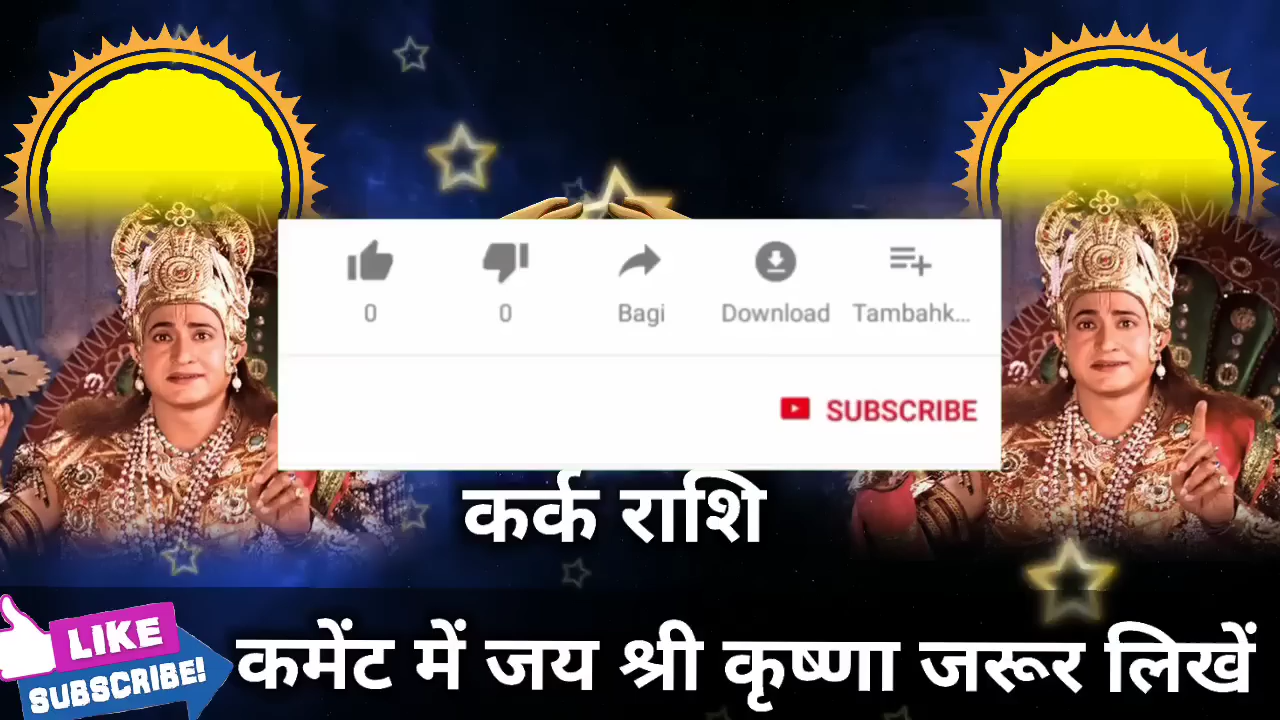 0 0 Bagi Download Tambahk...
SUBSCRIBE
कर्क राशि
LIKE
SUBSCRIBE!
कमेंट में जय श्री कृष्णा जरूर लिखें